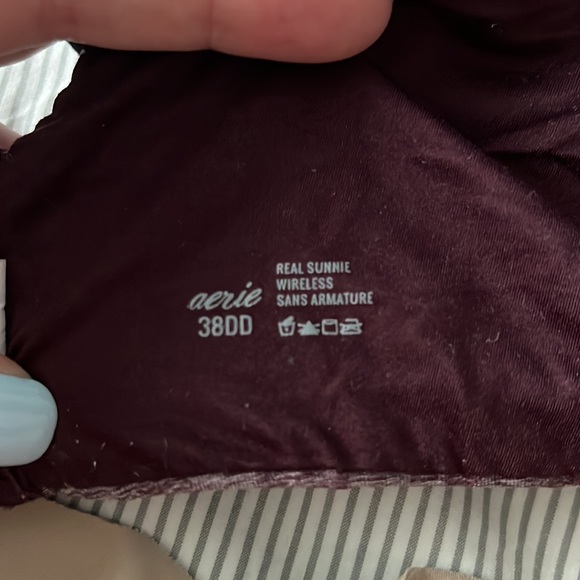 aerie
38DD
REAL SUNNIE
WIRELESS
SANS ARMATURE